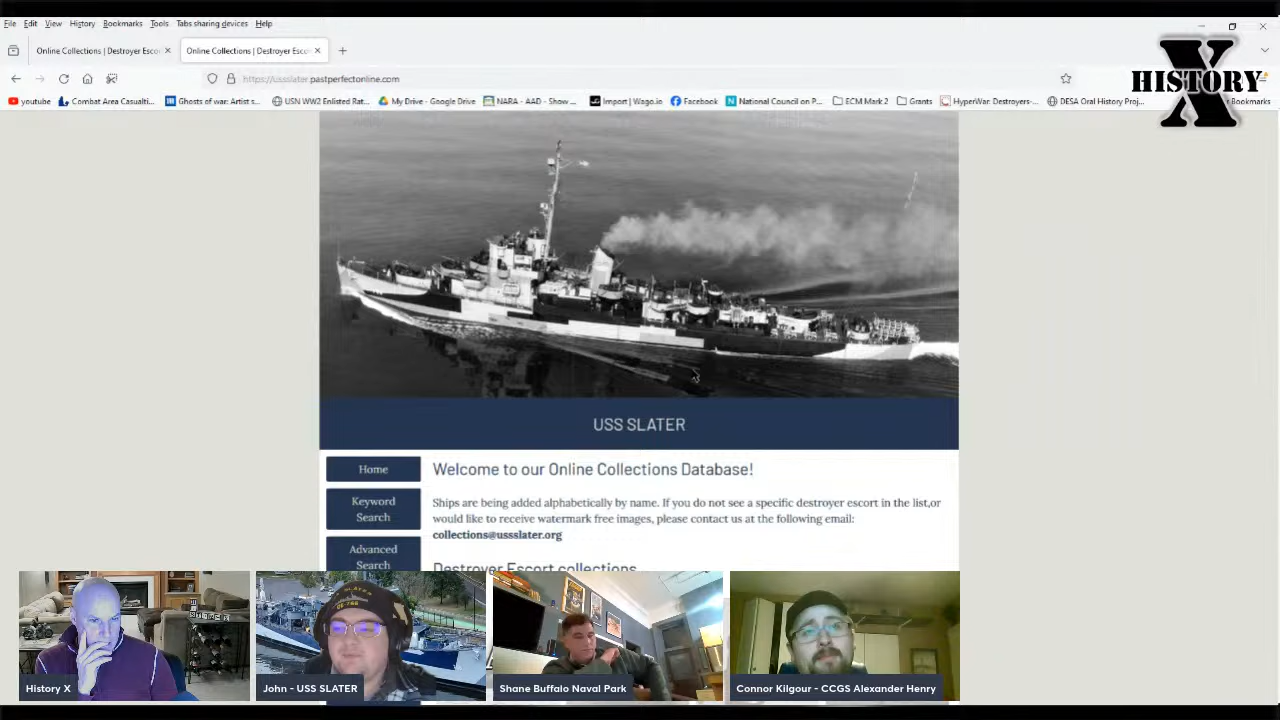 File Edit View History Bookmarks Tools Tabs sharing devices Help
Online Collections | Destroyer Escor Online Collections | Destroyer Escor
https://ussslater.pastperfectonline.com
youtube Combat Area Casualti... Ghosts of war: Artist s... USN WW2 Enlisted Rat... My Drive - Google Drive NARA - AAD - Show ... Import | Wago.io Facebook National Council on P... ECM Mark 2 Grants HyperWar: Destroyers-... DESA Oral History Proj... Bookmarks
X
HISTORY
USS SLATER
Home
Welcome to our Online Collections Database!
Keyword
Search
Ships are being added alphabetically by name. If you do not see a specific destroyer escort in the list,or
would like to receive watermark free images, please contact us at the following email:
collections@ussslater.org
Advanced
Search
Destroyer Escort collections
History X
John - USS SLATER
Shane Buffalo Naval Park
Connor Kilgour - CCGS Alexander Henry